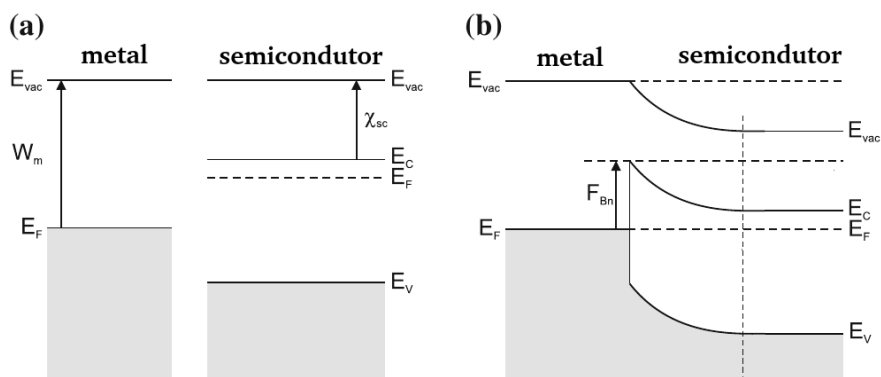 (a)
metal
semicondutor
E_vac
E_vac
W_m
χ_sc
E_C
E_F
E_F
E_V
(b)
metal
semicondutor
E_vac
E_vac
F_Bn
E_C
E_F
E_F
E_V